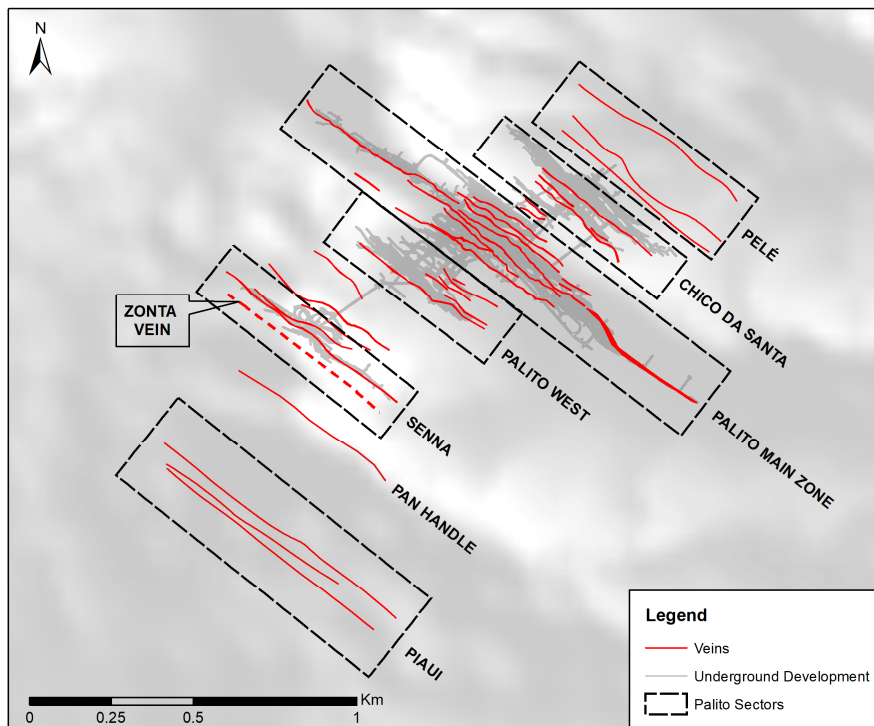 N
PELÉ
CHICO DA SANTA
ZONTA
VEIN
PALITO WEST
PALITO MAIN ZONE
SENNA
PAN HANDLE
PIAUI
Legend
Veins
Underground Development
Palito Sectors
Km
0 0.25 0.5 1